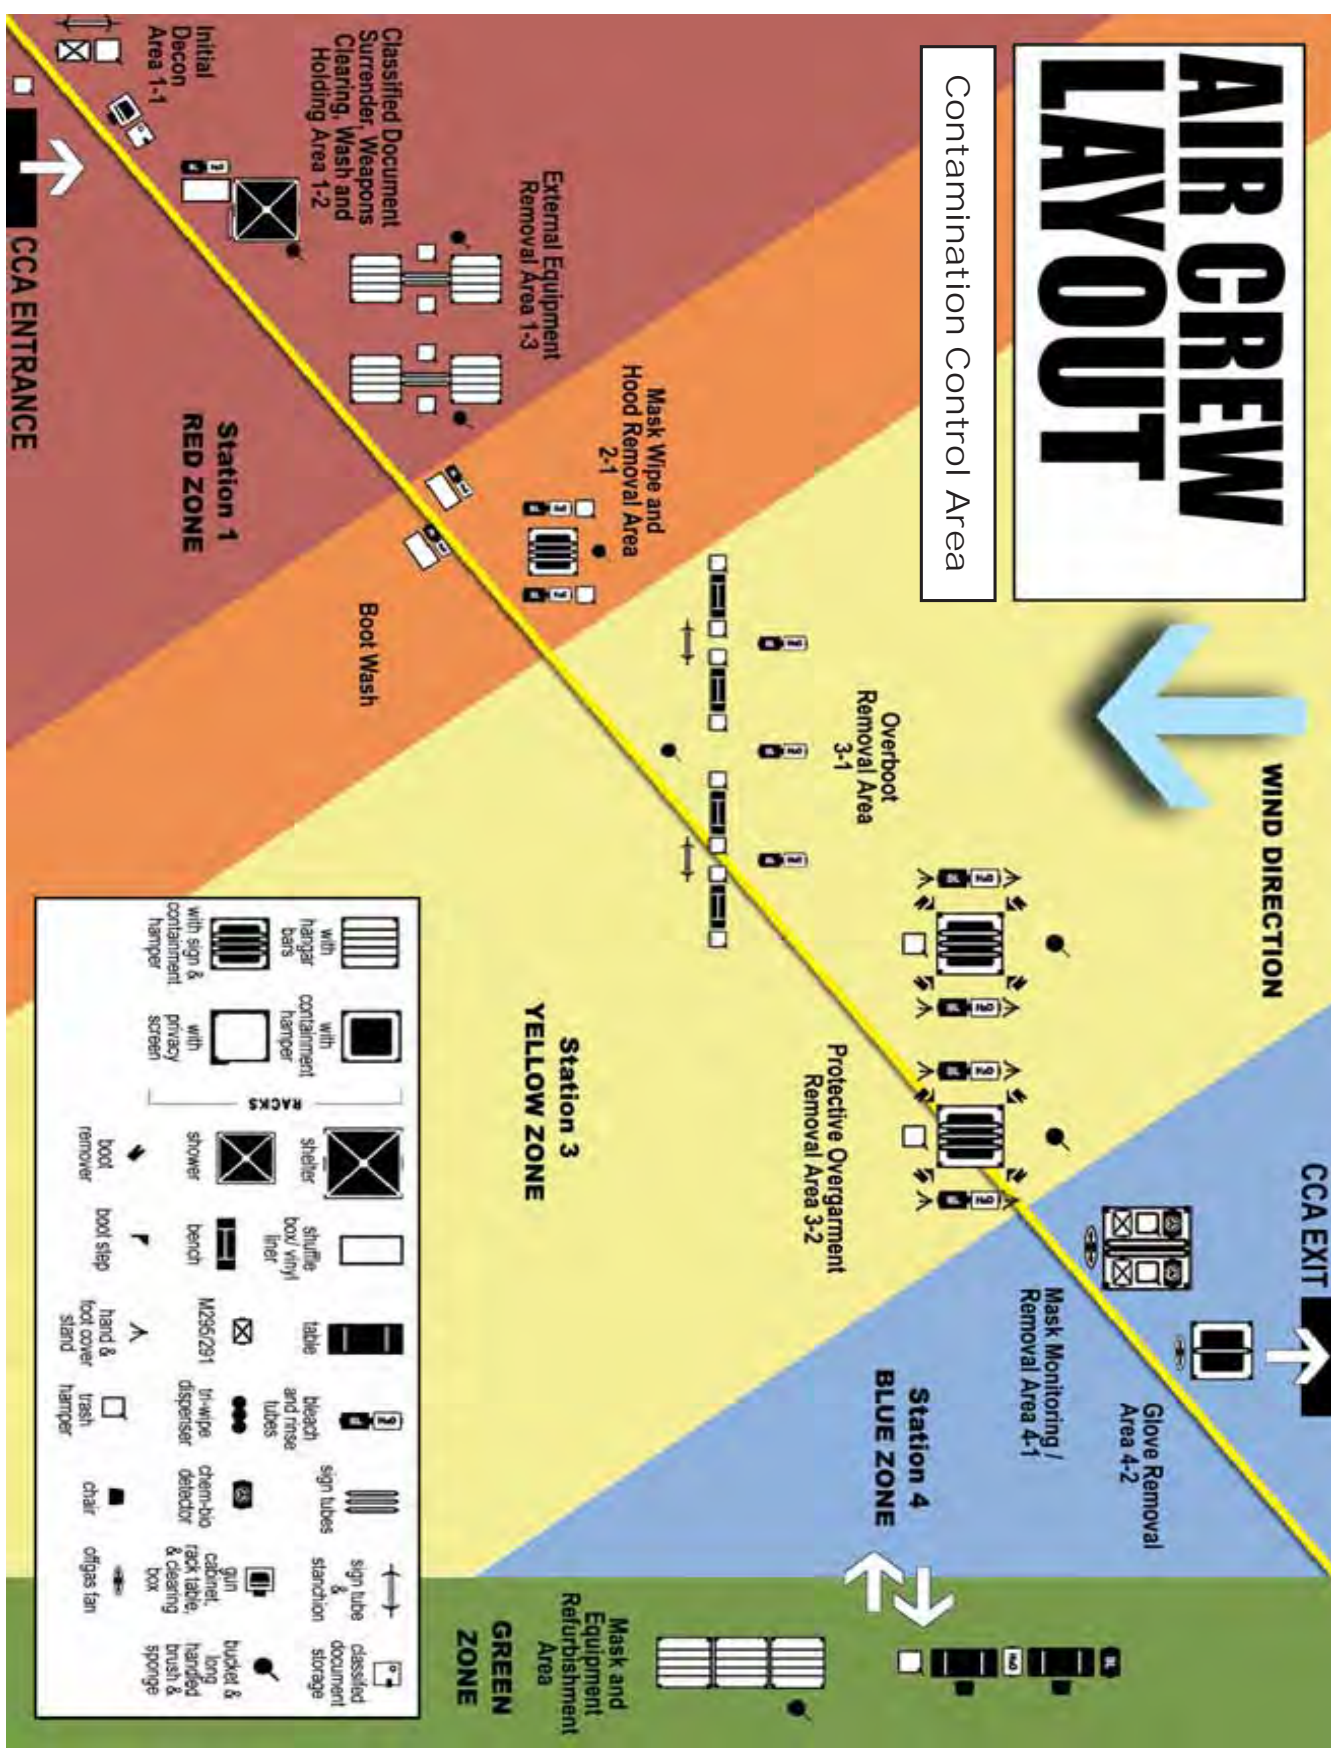 AIR CREW
LAYOUT
Contamination Control Area
WIND DIRECTION
CCA EXIT
CCA ENTRANCE
Initial
Decon
Area 1-1
Classified Document
Surrender, Weapons
Clearing, Wash and
Holding Area 1-2
External Equipment
Removal Area 1-3
Station 1
RED ZONE
Mask Wipe and
Hood Removal Area
2-1
Boot Wash
Overboot
Removal Area
3-1
Protective Overgarment
Removal Area 3-2
Station 3
YELLOW ZONE
Mask Monitoring /
Removal Area 4-1
Glove Removal
Area 4-2
Station 4
BLUE ZONE
Mask and
Equipment
Refurbishment
Area
GREEN
ZONE
BL
H2O
with
hangar
bars
with
containment
hamper
with sign &
containment
hamper
with
privacy
screen
RACKS
shelter
shuffle
box/ vinyl
liner
table
bleach
and rinse
tubes
sign tubes
sign tube
&
stanchion
classified
document
storage
shower
bench
M295/291
tri-wipe
dispenser
chem-bio
detector
gun
cabinet,
rack table,
& clearing
box
bucket &
long
handled
brush &
sponge
boot
remover
boot step
hand &
foot cover
stand
trash
hamper
chair
offgas fan